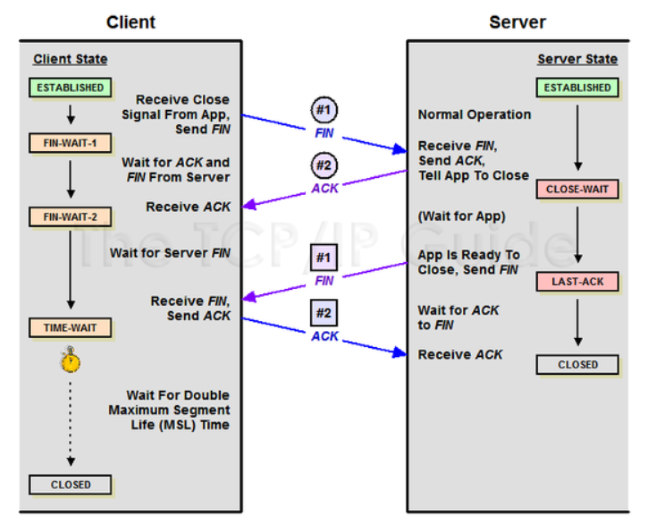 Client
Server
Client State
Server State
ESTABLISHED
ESTABLISHED
Receive Close
Signal From App,
Send FIN
#1
FIN
Normal Operation
FIN-WAIT-1
Receive FIN,
Send ACK,
Tell App To Close
Wait for ACK and
FIN From Server
#2
ACK
CLOSE-WAIT
Receive ACK
FIN-WAIT-2
(Wait for App)
The TCP/IP Guide
Wait for Server FIN
#1
FIN
App Is Ready To
Close, Send FIN
LAST-ACK
Receive FIN,
Send ACK
#2
ACK
Wait for ACK
to FIN
TIME-WAIT
Receive ACK
CLOSED
Wait For Double
Maximum Segment
Life (MSL) Time
CLOSED